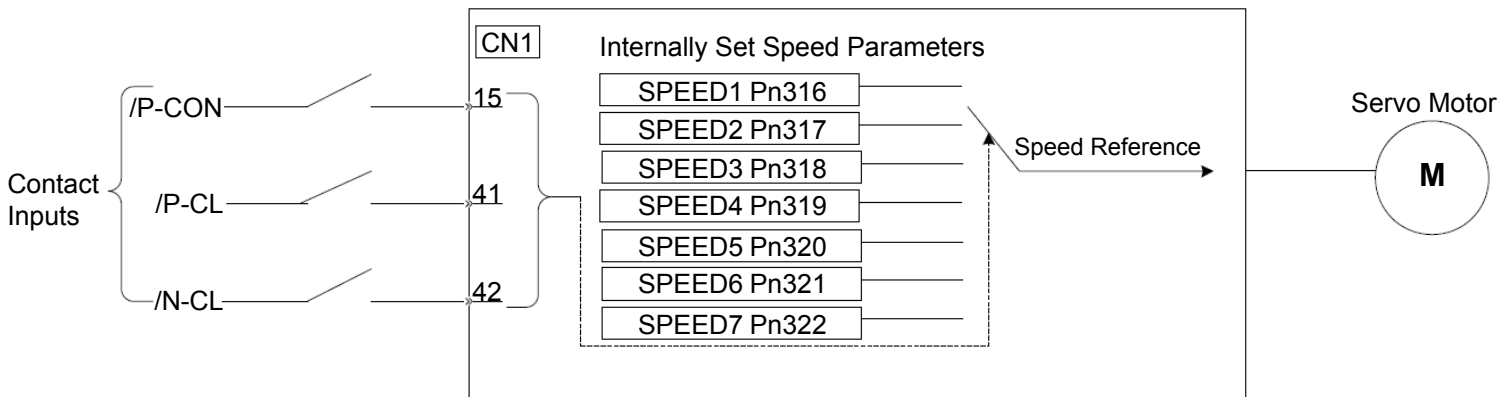 CN1
Internally Set Speed Parameters
Contact
Inputs
/P-CON
15
/P-CL
41
/N-CL
42
SPEED1 Pn316
SPEED2 Pn317
SPEED3 Pn318
SPEED4 Pn319
SPEED5 Pn320
SPEED6 Pn321
SPEED7 Pn322
Speed Reference
Servo Motor
M